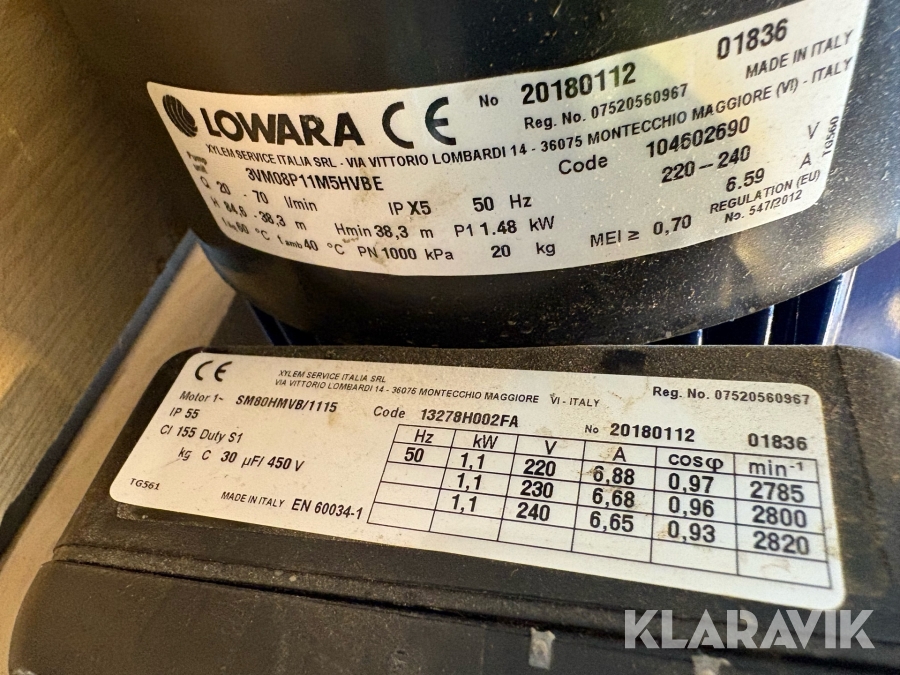 LOWARA CE No 20180112 01836
Reg. No. 07520560967 MADE IN ITALY
XYLEM SERVICE ITALIA SRL - VIA VITTORIO LOMBARDI 14 - 36075 MONTECCHIO MAGGIORE (VI) - ITALY
Pump 3VM08P11M5HVBE Code 104602690
Q 20 - 70 l/min IP X5 50 Hz 220-240 V
H 84,6 - 38,3 m Hmin 38,3 m P1 1.48 kW 6.59 A
60 °C t amb 40 °C PN 1000 kPa 20 kg MEI ≥ 0,70 REGULATION (EU)
No. 547/2012
TG560
CE XYLEM SERVICE ITALIA SRL
VIA VITTORIO LOMBARDI 14 - 36075 MONTECCHIO MAGGIORE VI - ITALY Reg. No. 07520560967
Motor 1~ SM80HMVB/1115 Code 13278H002FA No 20180112 01836
IP 55
Cl 155 Duty S1
kg C 30 µF/ 450 V
TG561 MADE IN ITALY EN 60034-1
Hz kW V A cosφ min⁻¹
50 1,1 220 6,88 0,97 2785
1,1 230 6,68 0,96 2800
1,1 240 6,65 0,93 2820
KLARAVIK